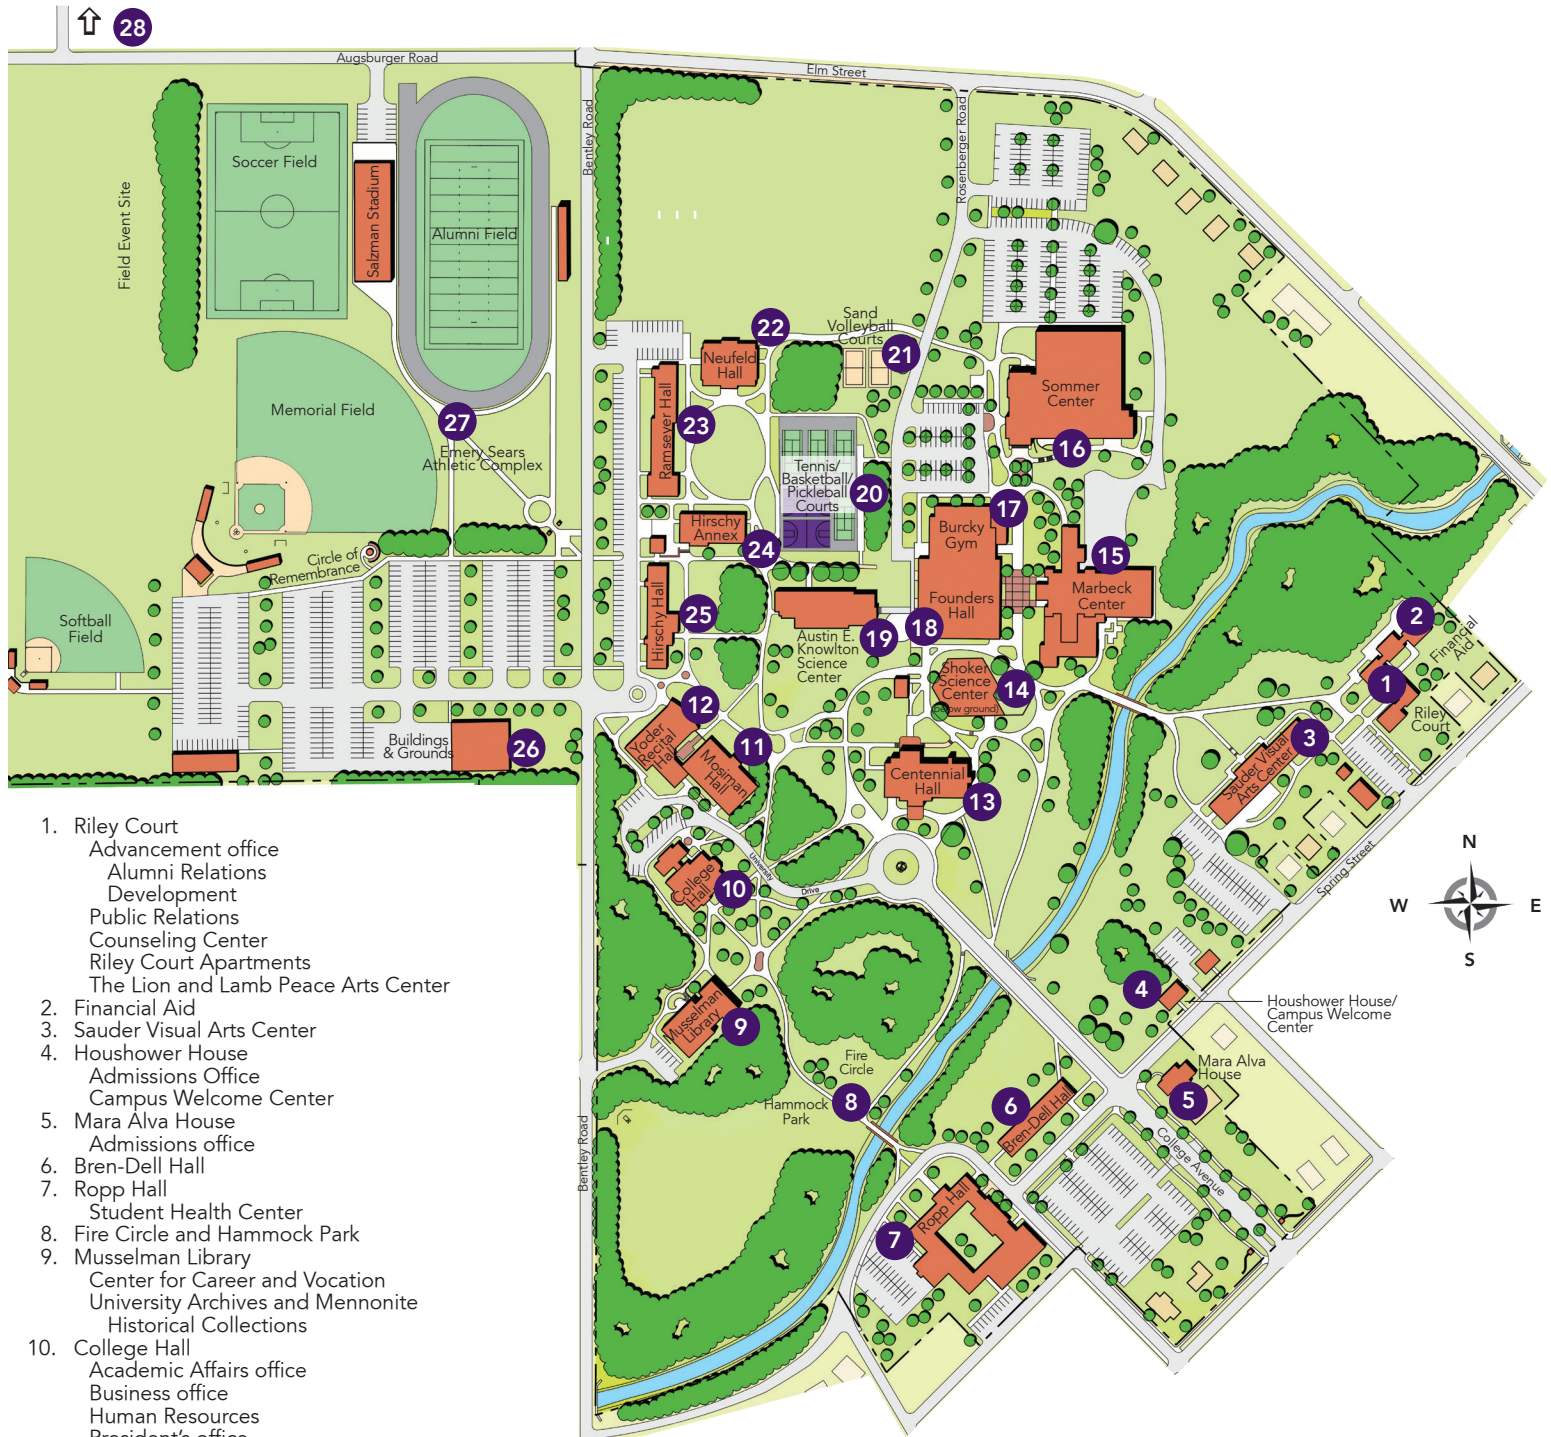 28
Augsburger Road
Elm Street
Bentley Road
Rosenberger Road
Field Event Site
Soccer Field
Salzman Stadium
Alumni Field
Sand
Volleyball
Courts
22
21
Neufeld
Hall
Sommer
Center
Memorial Field
27
Emery Sears
Athletic Complex
Ramseyer Hall
23
16
Tennis/
Basketball/
Pickleball
Courts
20
17
Burcky
Gym
Hirschy
Annex
24
15
Circle of
Remembrance
Marbeck
Center
Founders
Hall
Softball
Field
Hirschy Hall
25
Austin E.
Knowlton
Science
Center
19
18
2
Financial
Aid
Shoker
Science
Center
(below ground)
14
1
Riley
Court
12
Yoder
Recital
Hall
11
Mosiman
Hall
Buildings
& Grounds
26
3
Sauder Visual
Arts Center
Centennial
Hall
13
University
Drive
College
Hall
10
Spring Street
N
W
E
S
4
Houshower House/
Campus Welcome
Center
Musselman
Library
9
Fire
Circle
Mara Alva
House
5
Hammock
Park
8
6
Bren-Dell Hall
College Avenue
Bentley Road
Ropp Hall
7
1. Riley Court
Advancement office
Alumni Relations
Development
Public Relations
Counseling Center
Riley Court Apartments
The Lion and Lamb Peace Arts Center
2. Financial Aid
3. Sauder Visual Arts Center
4. Houshower House
Admissions Office
Campus Welcome Center
5. Mara Alva House
Admissions office
6. Bren-Dell Hall
7. Ropp Hall
Student Health Center
8. Fire Circle and Hammock Park
9. Musselman Library
Center for Career and Vocation
University Archives and Mennonite
Historical Collections
10. College Hall
Academic Affairs office
Business office
Human Resources
President's office